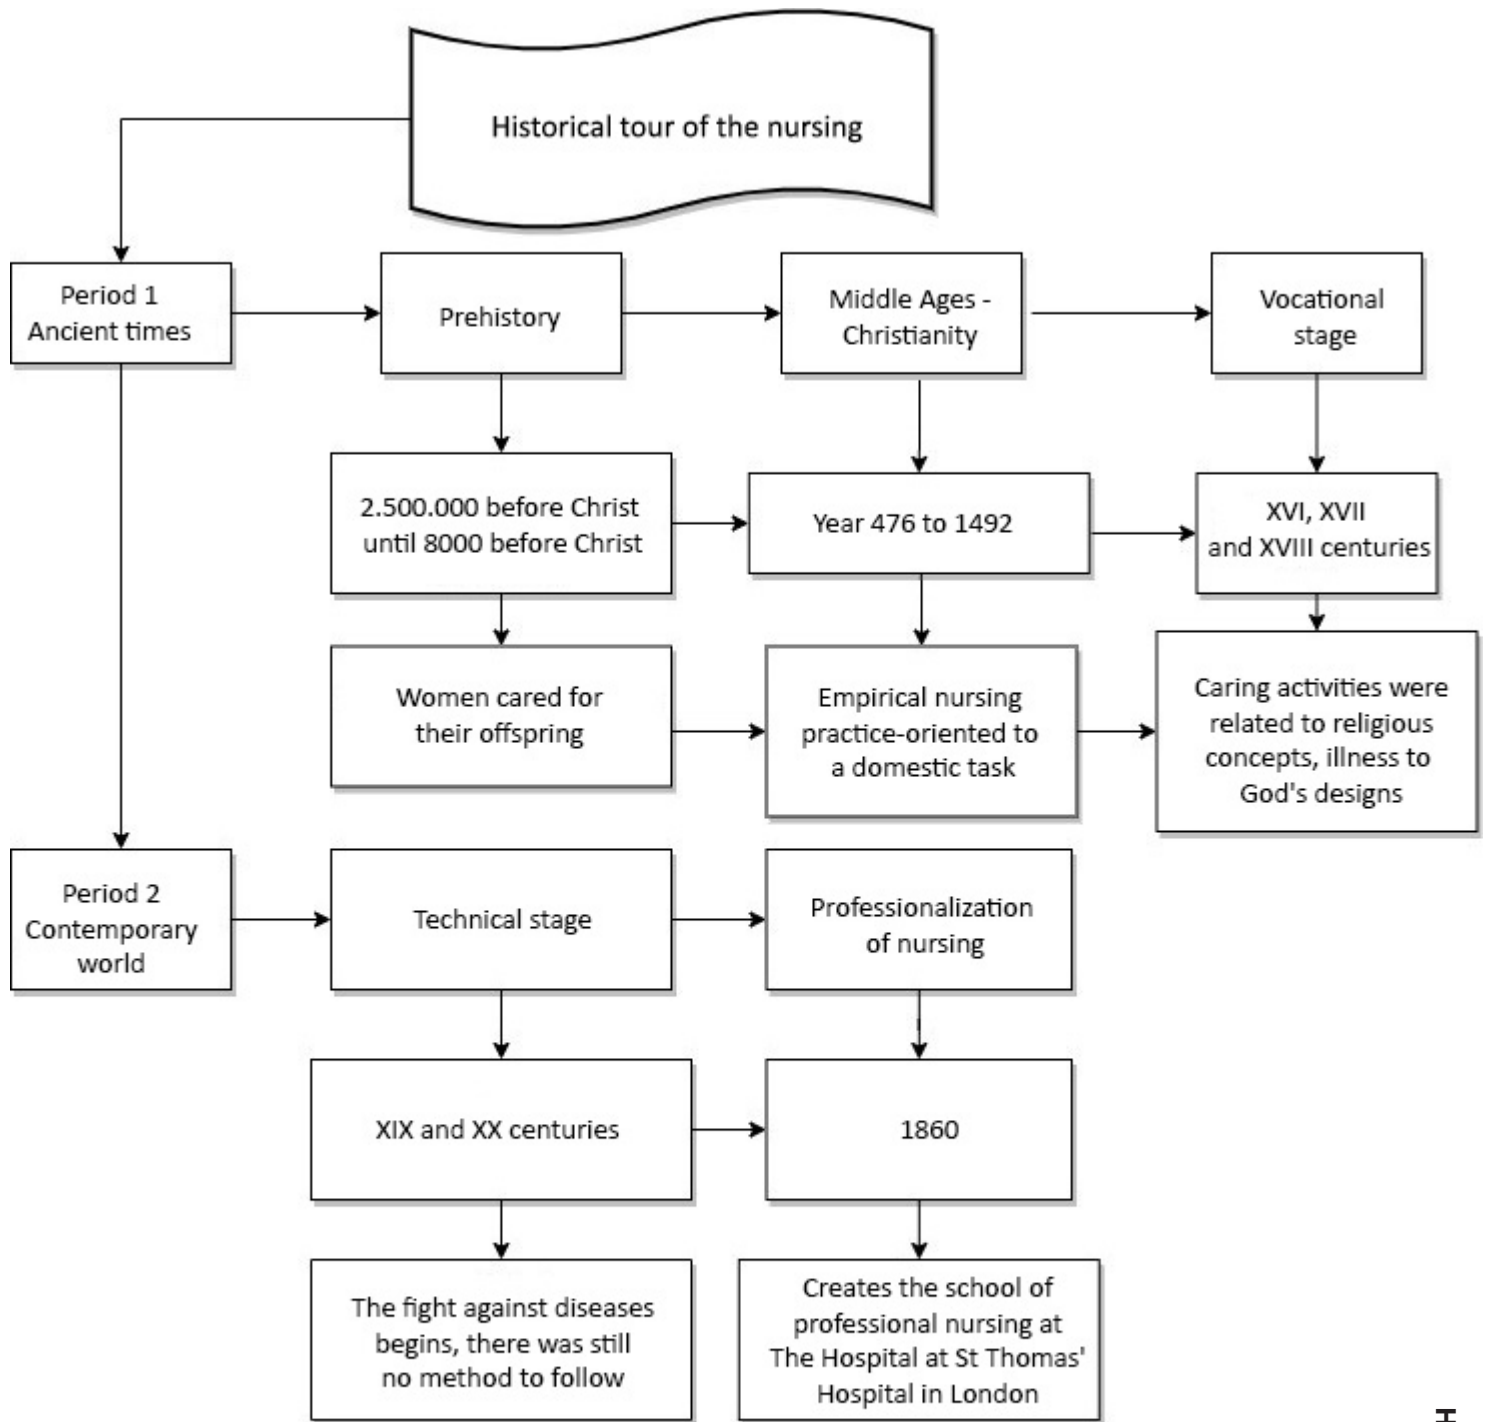 Historical tour of the nursing
Period 1
Ancient times
Prehistory
Middle Ages -
Christianity
Vocational
stage
2.500.000 before Christ
until 8000 before Christ
Year 476 to 1492
XVI, XVII
and XVIII centuries
Women cared for
their offspring
Empirical nursing
practice-oriented to
a domestic task
Caring activities were
related to religious
concepts, illness to
God's designs
Period 2
Contemporary
world
Technical stage
Professionalization
of nursing
XIX and XX centuries
1860
The fight against diseases
begins, there was still
no method to follow
Creates the school of
professional nursing at
The Hospital at St Thomas'
Hospital in London
H